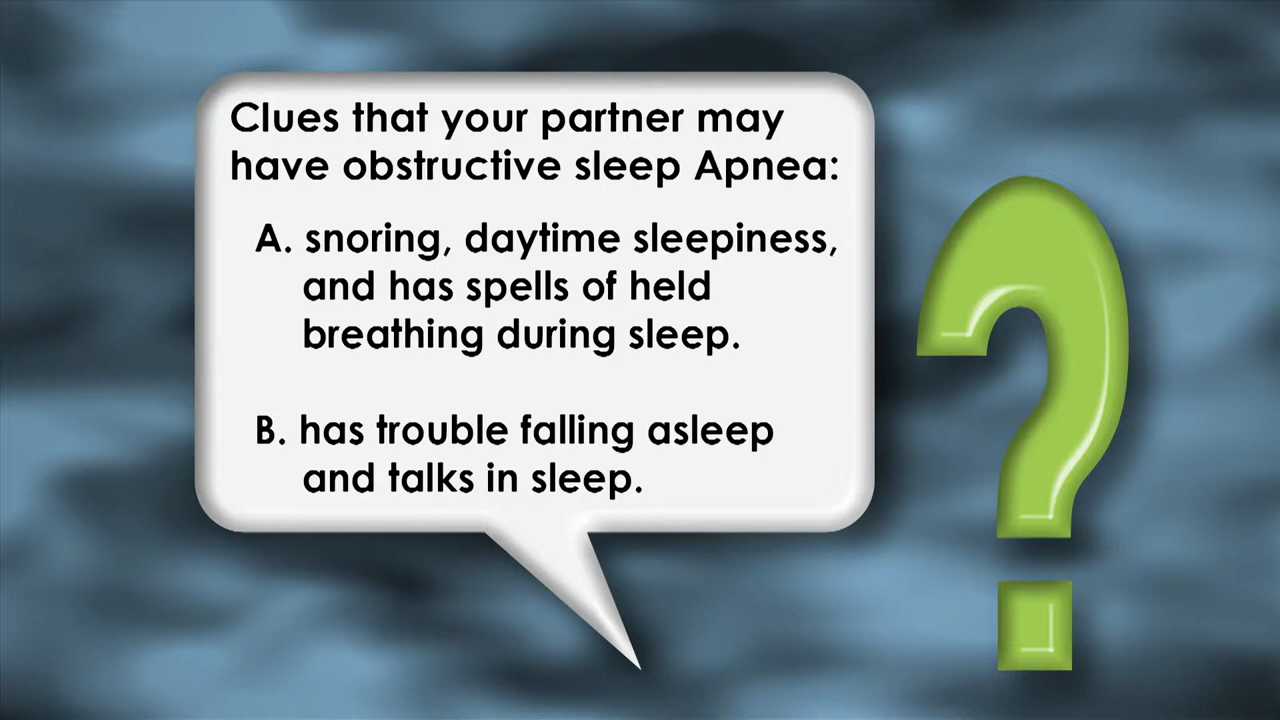 Clues that your partner may
have obstructive sleep Apnea:
A. snoring, daytime sleepiness,
and has spells of held
breathing during sleep.
B. has trouble falling asleep
and talks in sleep.
?